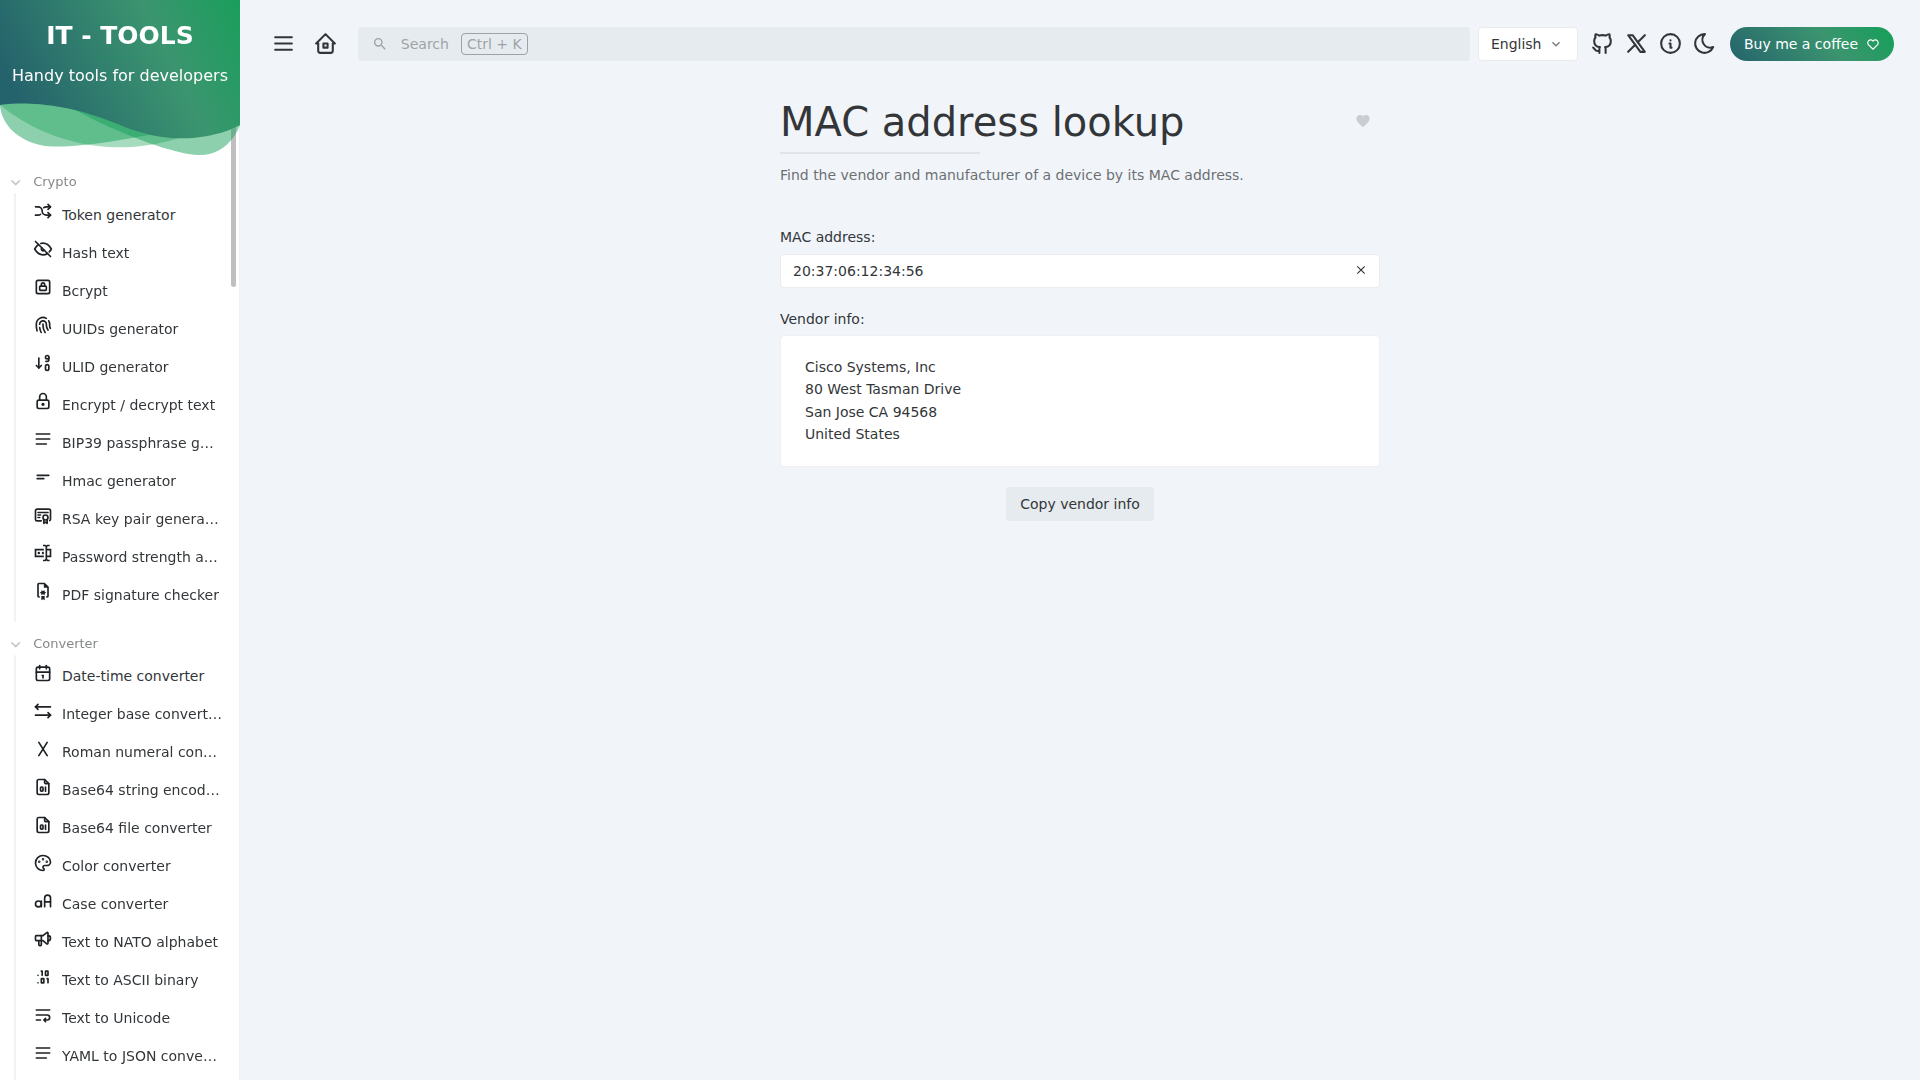 IT - TOOLS
Handy tools for developers
Crypto
Token generator
Hash text
Bcrypt
UUIDs generator
ULID generator
Encrypt / decrypt text
BIP39 passphrase g...
Hmac generator
RSA key pair genera...
Password strength a...
PDF signature checker
Converter
Date-time converter
Integer base convert...
Roman numeral con...
Base64 string encod...
Base64 file converter
Color converter
Case converter
Text to NATO alphabet
Text to ASCII binary
Text to Unicode
YAML to JSON conve...
Search Ctrl + K
English
Buy me a coffee
MAC address lookup
Find the vendor and manufacturer of a device by its MAC address.
MAC address:
20:37:06:12:34:56
Vendor info:
Cisco Systems, Inc
80 West Tasman Drive
San Jose CA 94568
United States
Copy vendor info